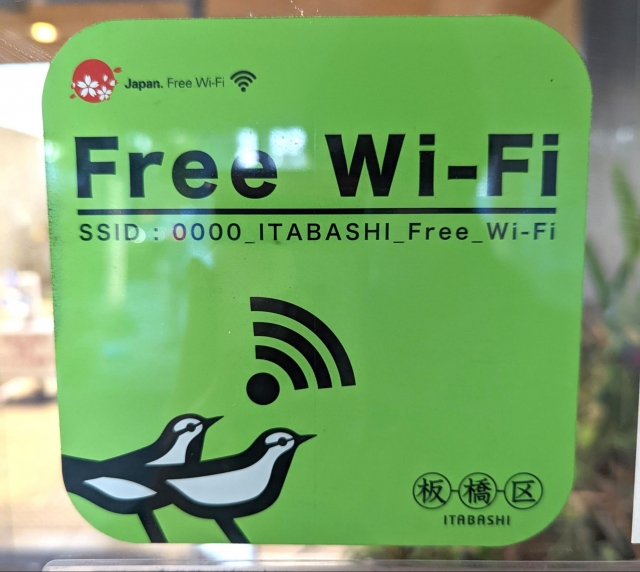 Japan. Free Wi-Fi
Free Wi-Fi
SSID : 0000_ITABASHI_Free_Wi-Fi
板橋区
ITABASHI